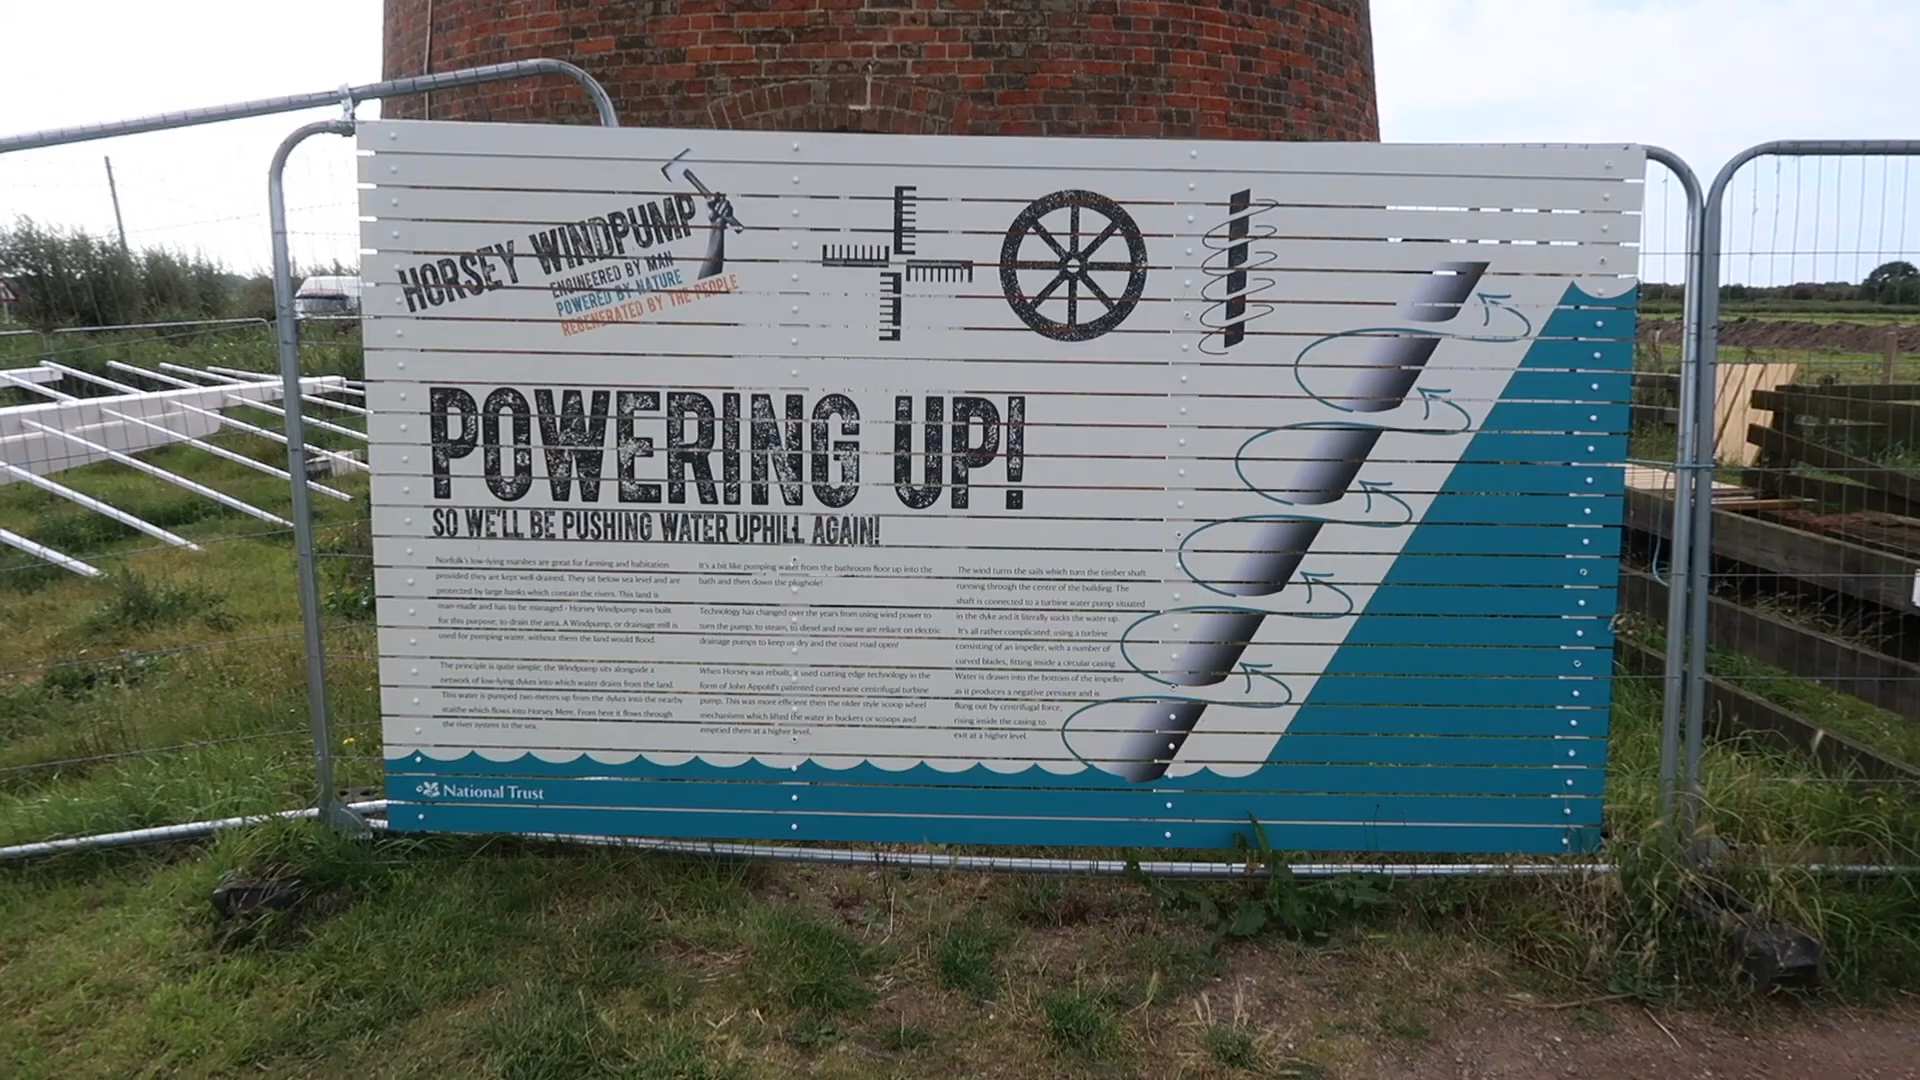 HORSEY WINDPUMP
ENGINEERED BY MAN
POWERED BY NATURE
REGENERATED BY THE PEOPLE
POWERING UP!
SO WE'LL BE PUSHING WATER UPHILL AGAIN!
Norfolk's low-lying marshes are great for farming and habitation
provided they are kept well drained. They sit below sea level and are
protected by large banks which contain the rivers. This land is
man-made and has to be managed - Horsey Windpump was built
for this purpose; to drain the area. A Windpump, or drainage mill is
used for pumping water, without them the land would flood.
The principle is quite simple; the Windpump sits alongside a
network of low-lying dykes into which water drains from the land.
This water is pumped two metres up from the dykes into the nearby
staithe which flows into Horsey Mere. From here it flows through
the river system to the sea.
It's a bit like pumping water from the bathroom floor up into the
bath and then down the plughole!
Technology has changed over the years from using wind power to
turn the pump, to steam, to diesel and now we are reliant on electric
drainage pumps to keep us dry and the coast road open!
When Horsey was rebuilt, it used cutting edge technology in the
form of John Appold's patented curved vane centrifugal turbine
pump. This was more efficient then the older style scoop wheel
mechanisms which lifted the water in buckets or scoops and
emptied them at a higher level.
The wind turns the sails which turn the timber shaft
running through the centre of the building. The
shaft is connected to a turbine water pump situated
in the dyke and it literally sucks the water up.
It's all rather complicated; using a turbine
consisting of an impeller, with a number of
curved blades, fitting inside a circular casing.
Water is drawn into the bottom of the impeller
as it produces a negative pressure and is
flung out by centrifugal force,
rising inside the casing to
exit at a higher level.
National Trust